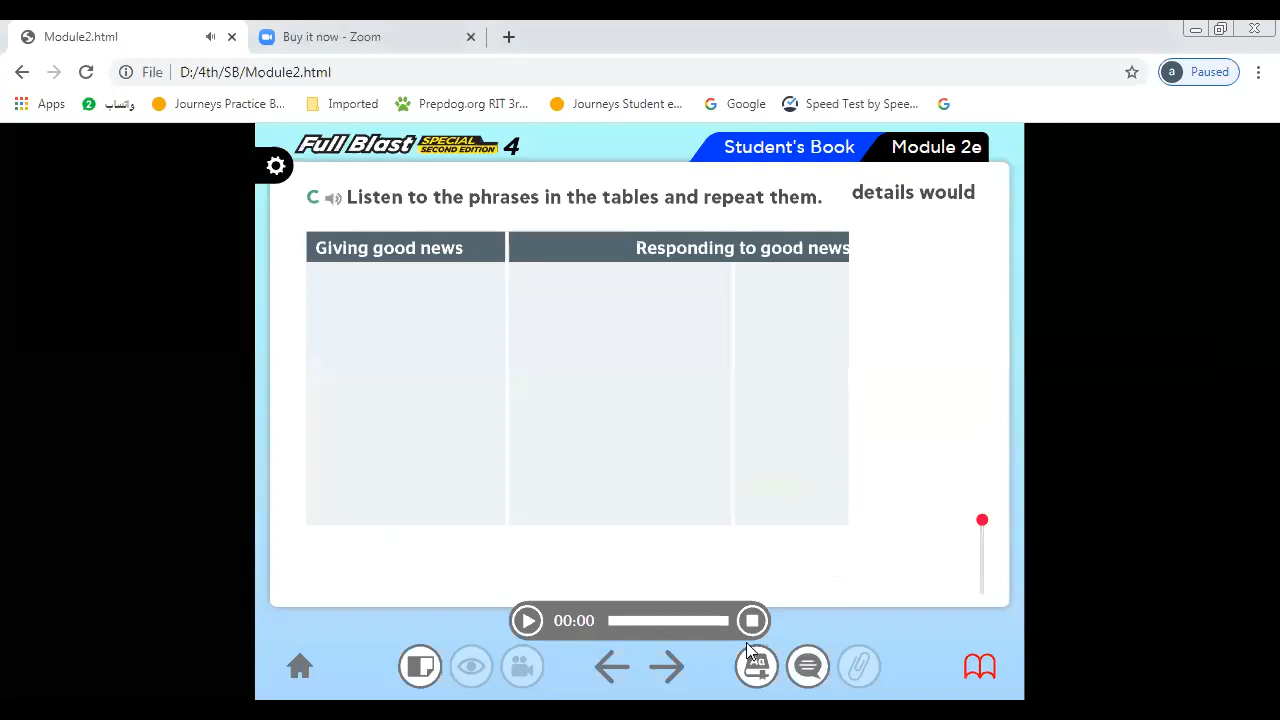 Module2.html
Buy it now - Zoom
File D:/4th/SB/Module2.html
a Paused
Apps
2 واتساب
Journeys Practice B...
Imported
Prepdog.org RIT 3r...
Journeys Student e...
Google
Speed Test by Spee...
Full Blast SPECIAL SECOND EDITION 4
Student's Book
Module 2e
C Listen to the phrases in the tables and repeat them.
details would
Giving good news
Responding to good news
00:00
Aa